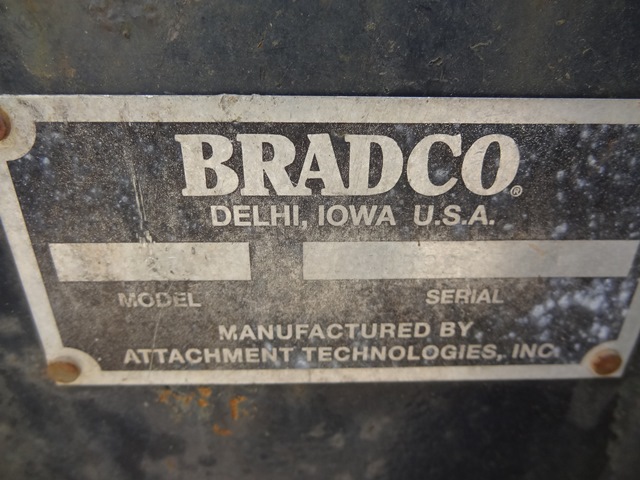 BRADCO®
DELHI, IOWA U.S.A.
MODEL SERIAL
MANUFACTURED BY
ATTACHMENT TECHNOLOGIES, INC